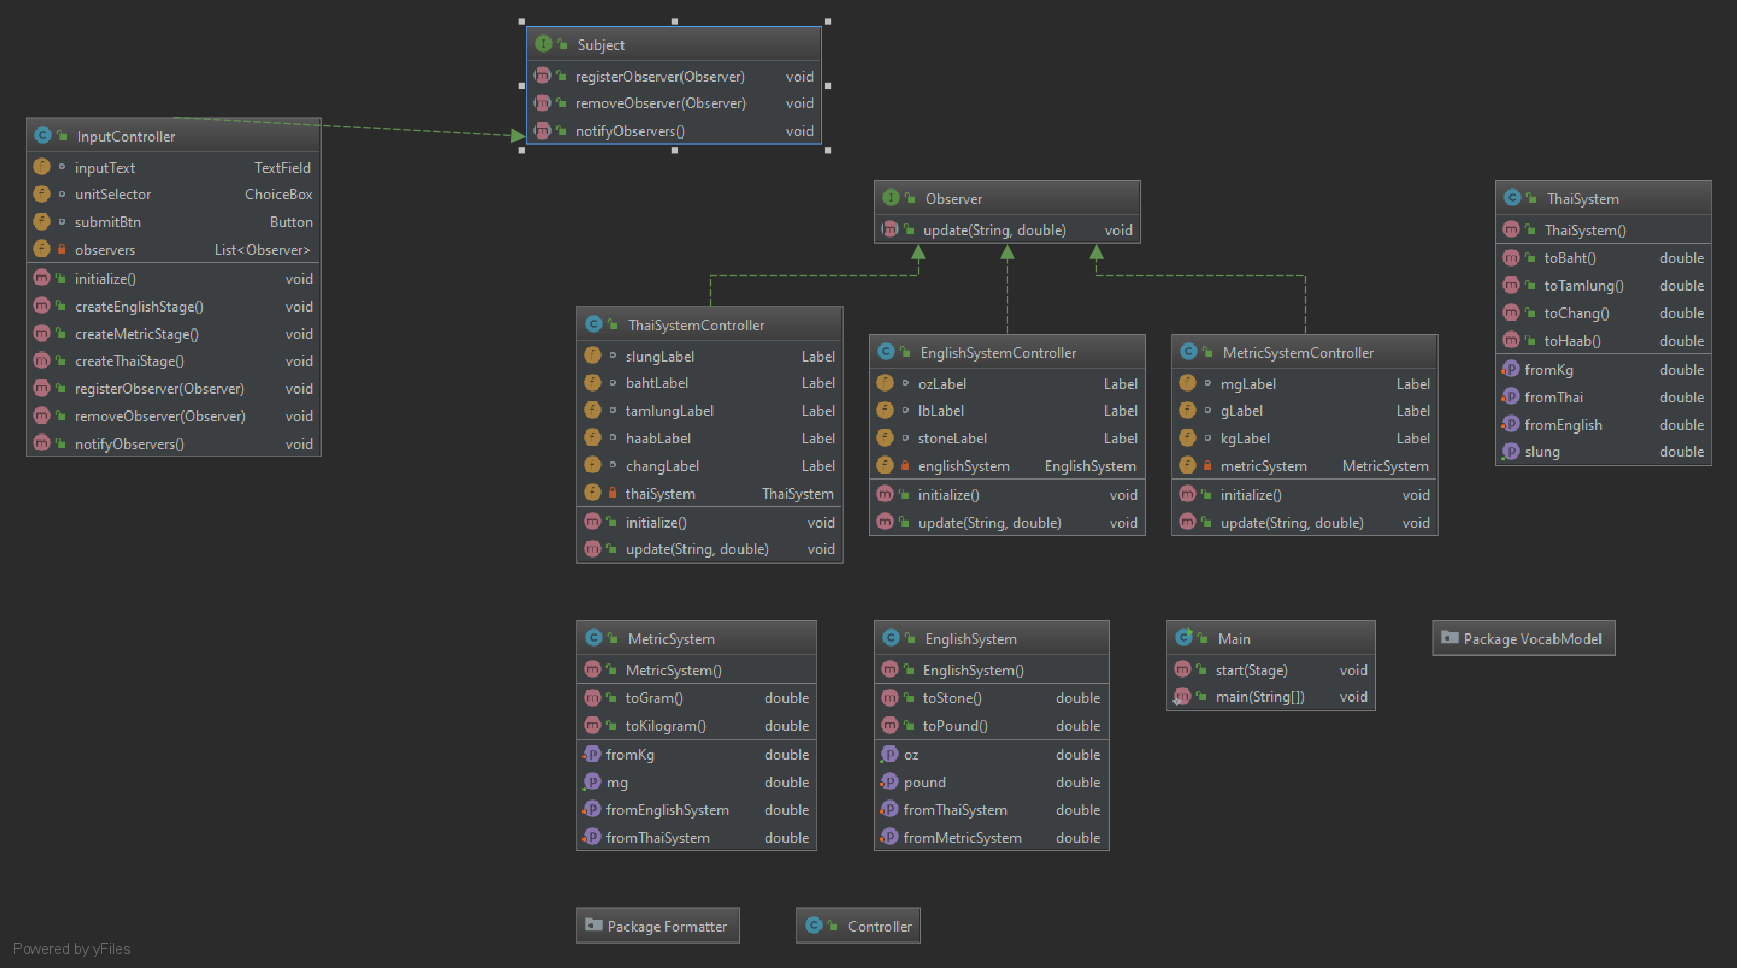 Subject
registerObserver(Observer) void
removeObserver(Observer) void
notifyObservers() void
InputController
inputText TextField
unitSelector ChoiceBox
submitBtn Button
observers List<Observer>
initialize() void
createEnglishStage() void
createMetricStage() void
createThaiStage() void
registerObserver(Observer) void
removeObserver(Observer) void
notifyObservers() void
Observer
update(String, double) void
ThaiSystem
ThaiSystem()
toBaht() double
toTamlung() double
toChang() double
toHaab() double
fromKg double
fromThai double
fromEnglish double
slung double
ThaiSystemController
slungLabel Label
bahtLabel Label
tamlungLabel Label
haabLabel Label
changLabel Label
thaiSystem ThaiSystem
initialize() void
update(String, double) void
EnglishSystemController
ozLabel Label
lbLabel Label
stoneLabel Label
englishSystem EnglishSystem
initialize() void
update(String, double) void
MetricSystemController
mgLabel Label
gLabel Label
kgLabel Label
metricSystem MetricSystem
initialize() void
update(String, double) void
MetricSystem
MetricSystem()
toGram() double
toKilogram() double
fromKg double
mg double
fromEnglishSystem double
fromThaiSystem double
EnglishSystem
EnglishSystem()
toStone() double
toPound() double
oz double
pound double
fromThaiSystem double
fromMetricSystem double
Main
start(Stage) void
main(String[]) void
Package VocabModel
Package Formatter
Controller
Powered by yFiles